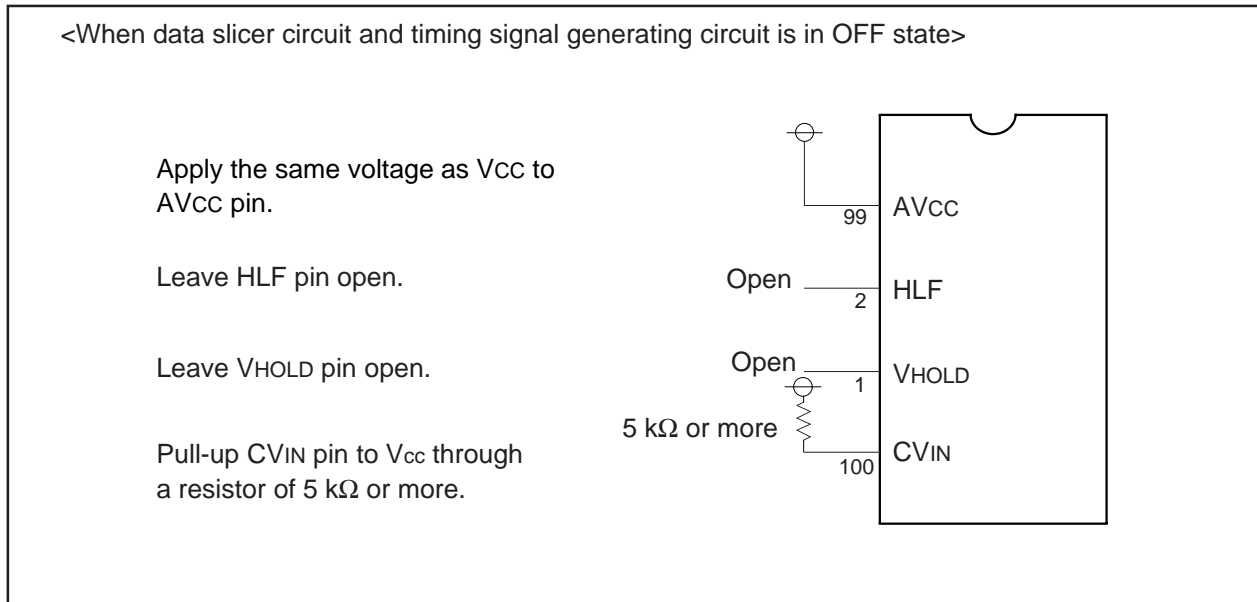 <When data slicer circuit and timing signal generating circuit is in OFF state>
Apply the same voltage as VCC to
AVCC pin.
99
AVCC
Leave HLF pin open.
Open
2
HLF
Leave VHOLD pin open.
Open
1
VHOLD
5 kΩ or more
100
CVIN
Pull-up CVIN pin to Vcc through
a resistor of 5 kΩ or more.